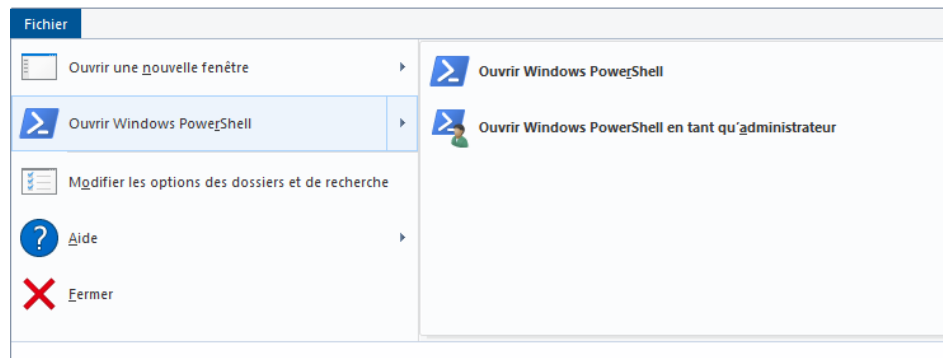 Fichier
Ouvrir une nouvelle fenêtre
Ouvrir Windows PowerShell
Modifier les options des dossiers et de recherche
Aide
Fermer
Ouvrir Windows PowerShell
Ouvrir Windows PowerShell en tant qu'administrateur